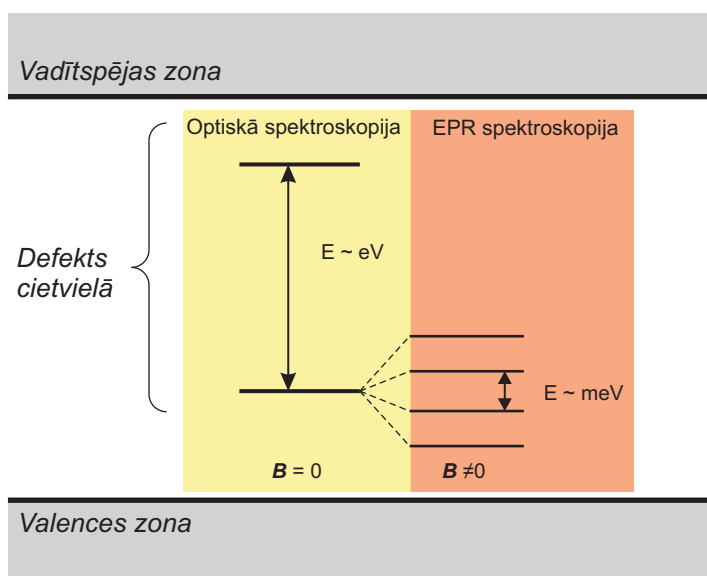 Vadītspējas zona
Optiskā spektroskopija
EPR spektroskopija
Defekts
cietvielā
E ~ eV
E ~ meV
B = 0
B ≠0
Valences zona